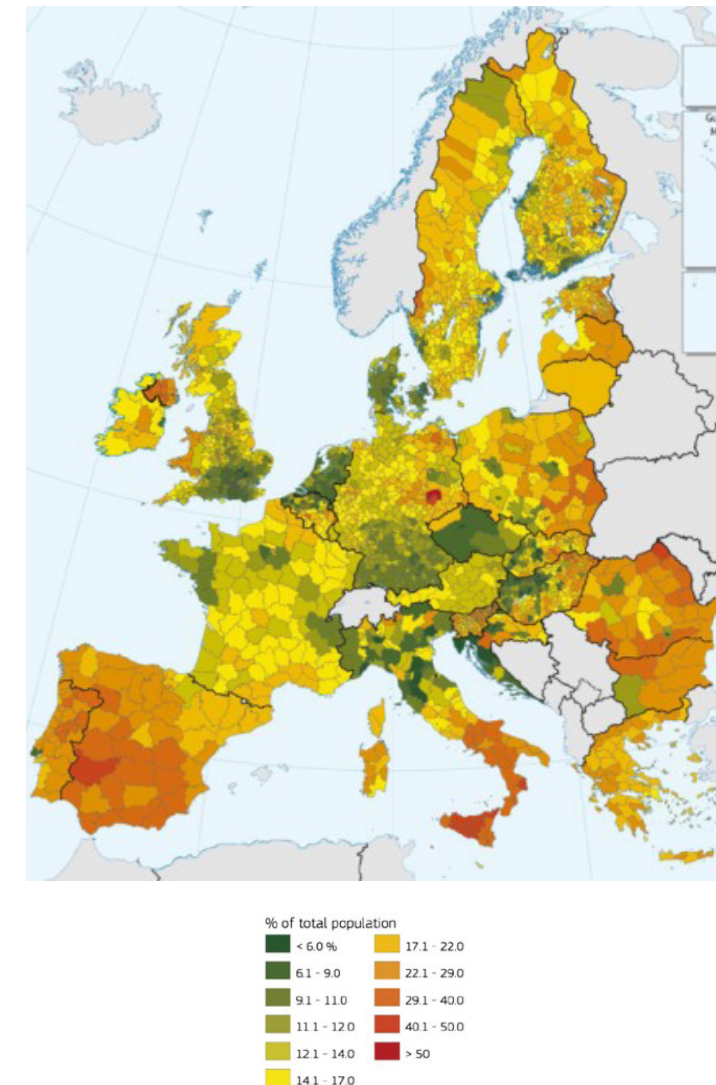 % of total population
< 6.0 %
6.1 - 9.0
9.1 - 11.0
11.1 - 12.0
12.1 - 14.0
14.1 - 17.0
17.1 - 22.0
22.1 - 29.0
29.1 - 40.0
40.1 - 50.0
> 50